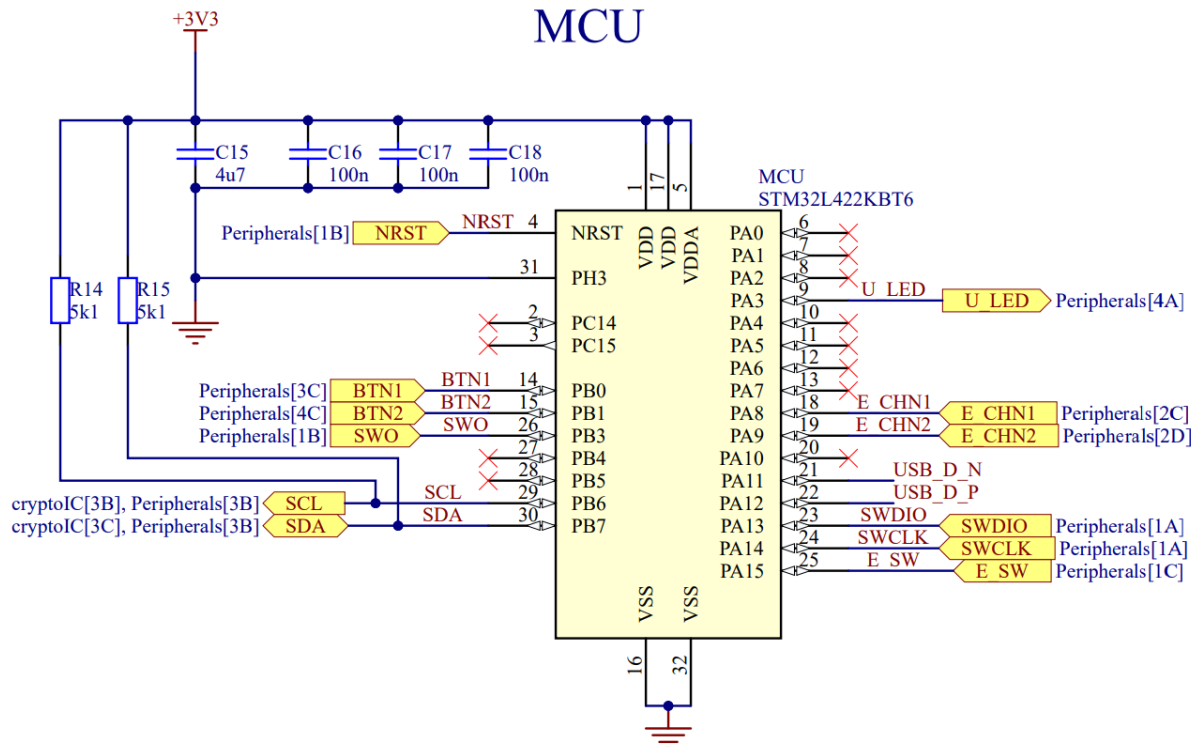 MCU
+3V3
C15
4u7
C16
100n
C17
100n
C18
100n
R14
5k1
R15
5k1
MCU
STM32L422KBT6
1
17
5
VDD
VDD
VDDA
Peripherals[1B] NRST NRST 4 NRST
31 PH3
2 PC14
3 PC15
Peripherals[3C] BTN1 BTN1 14 PB0
Peripherals[4C] BTN2 BTN2 15 PB1
Peripherals[1B] SWO SWO 26 PB3
27 PB4
28 PB5
cryptoIC[3B], Peripherals[3B] SCL SCL 29 PB6
cryptoIC[3C], Peripherals[3B] SDA SDA 30 PB7
PA0 6
PA1 7
PA2 8
PA3 9 U_LED U_LED Peripherals[4A]
PA4 10
PA5 11
PA6 12
PA7 13
PA8 18 E_CHN1 E_CHN1 Peripherals[2C]
PA9 19 E_CHN2 E_CHN2 Peripherals[2D]
PA10 20
PA11 21 USB_D_N
PA12 22 USB_D_P
PA13 23 SWDIO SWDIO Peripherals[1A]
PA14 24 SWCLK SWCLK Peripherals[1A]
PA15 25 E_SW E_SW Peripherals[1C]
VSS
VSS
16
32